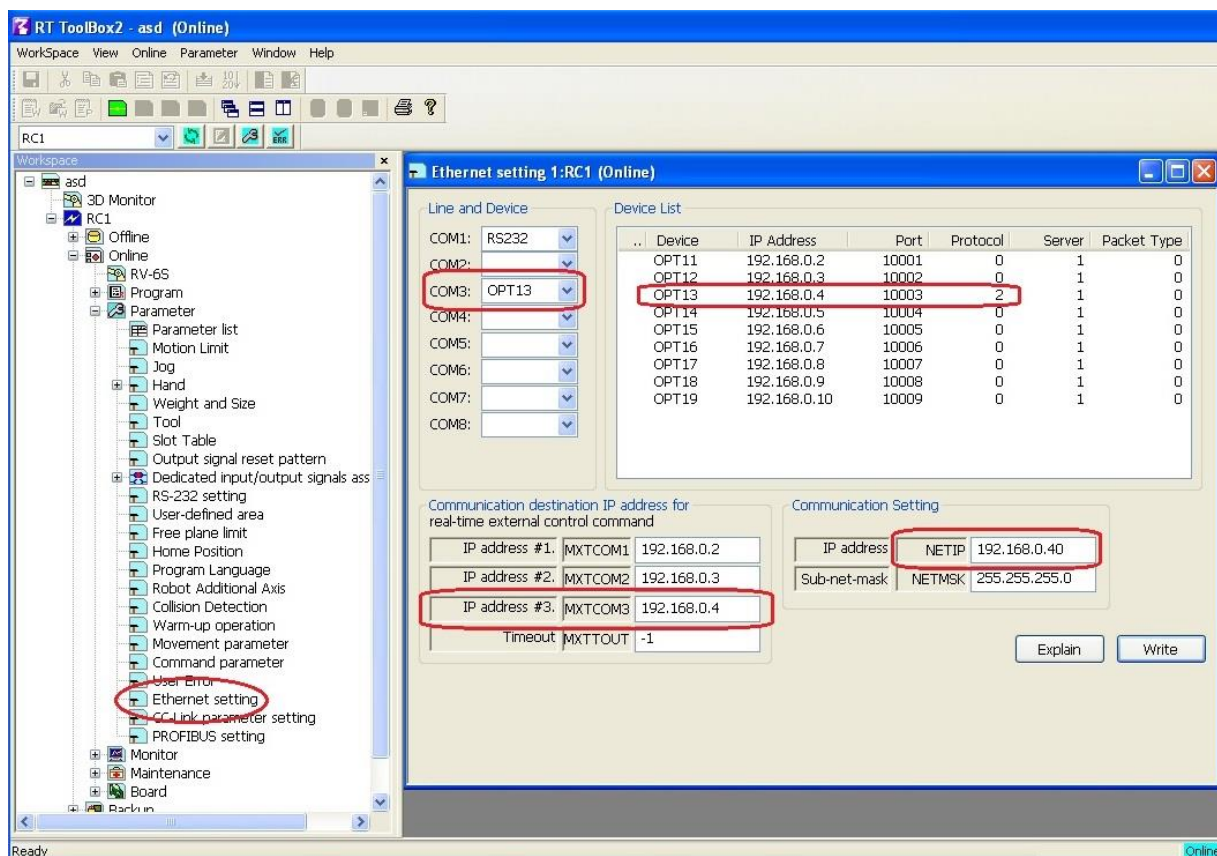 RT ToolBox2 - asd (Online)
WorkSpace View Online Parameter Window Help
RC1
Workspace
asd
3D Monitor
RC1
Offline
Online
RV-6S
Program
Parameter
Parameter list
Motion Limit
Jog
Hand
Weight and Size
Tool
Slot Table
Output signal reset pattern
Dedicated input/output signals ass
RS-232 setting
User-defined area
Free plane limit
Home Position
Program Language
Robot Additional Axis
Collision Detection
Warm-up operation
Movement parameter
Command parameter
User Error
Ethernet setting
CC-Link parameter setting
PROFIBUS setting
Monitor
Maintenance
Board
Backup
Ethernet setting 1:RC1 (Online)
Line and Device
COM1: RS232
COM2:
COM3: OPT13
COM4:
COM5:
COM6:
COM7:
COM8:
Device List
.. Device IP Address Port Protocol Server Packet Type
OPT11 192.168.0.2 10001 0 1 0
OPT12 192.168.0.3 10002 0 1 0
OPT13 192.168.0.4 10003 2 1 0
OPT14 192.168.0.5 10004 0 1 0
OPT15 192.168.0.6 10005 0 1 0
OPT16 192.168.0.7 10006 0 1 0
OPT17 192.168.0.8 10007 0 1 0
OPT18 192.168.0.9 10008 0 1 0
OPT19 192.168.0.10 10009 0 1 0
Communication destination IP address for
real-time external control command
IP address #1. MXTCOM1 192.168.0.2
IP address #2. MXTCOM2 192.168.0.3
IP address #3. MXTCOM3 192.168.0.4
Timeout MXTTOUT -1
Communication Setting
IP address NETIP 192.168.0.40
Sub-net-mask NETMSK 255.255.255.0
Explain Write
Ready Online